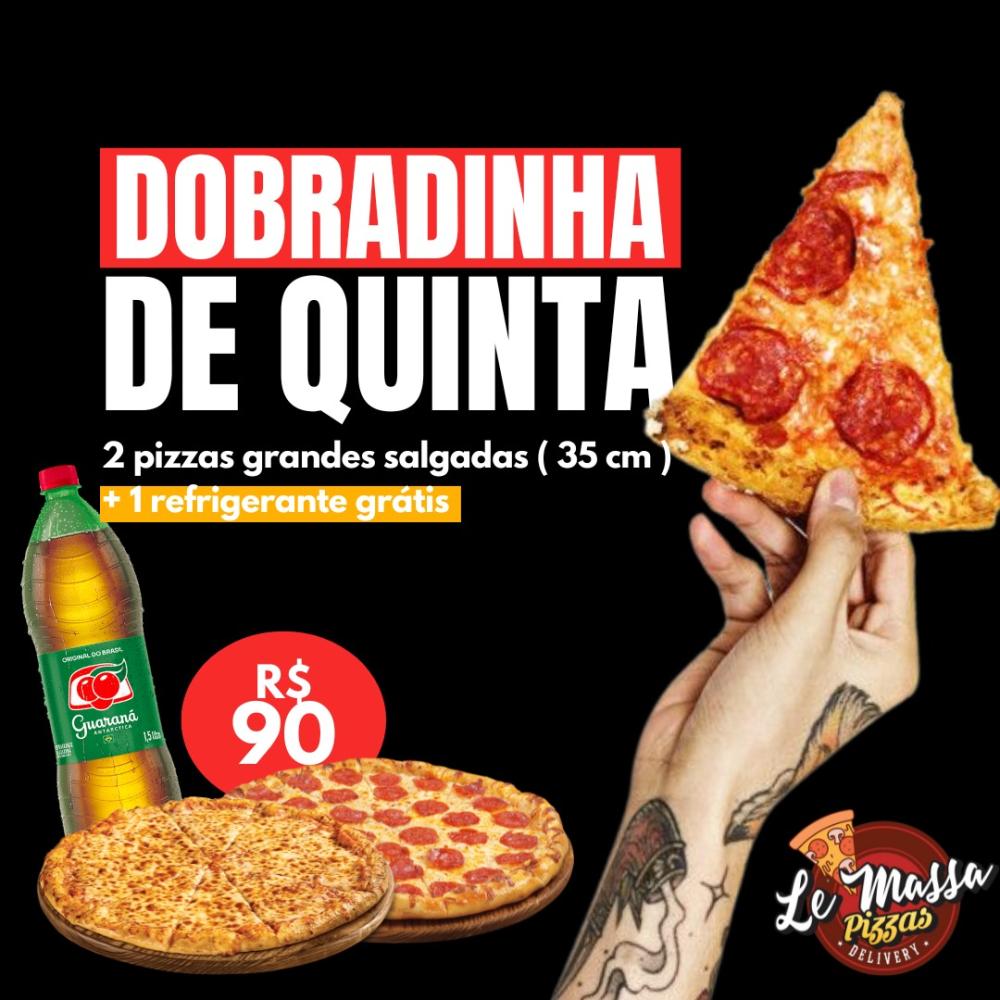 DOBRADINHA
DE QUINTA
2 pizzas grandes salgadas ( 35 cm )
+ 1 refrigerante grátis
ORIGINAL DO BRASIL
Guaraná
ANTARCTICA
R$
90
Le Massa
Pizzas
DELIVERY